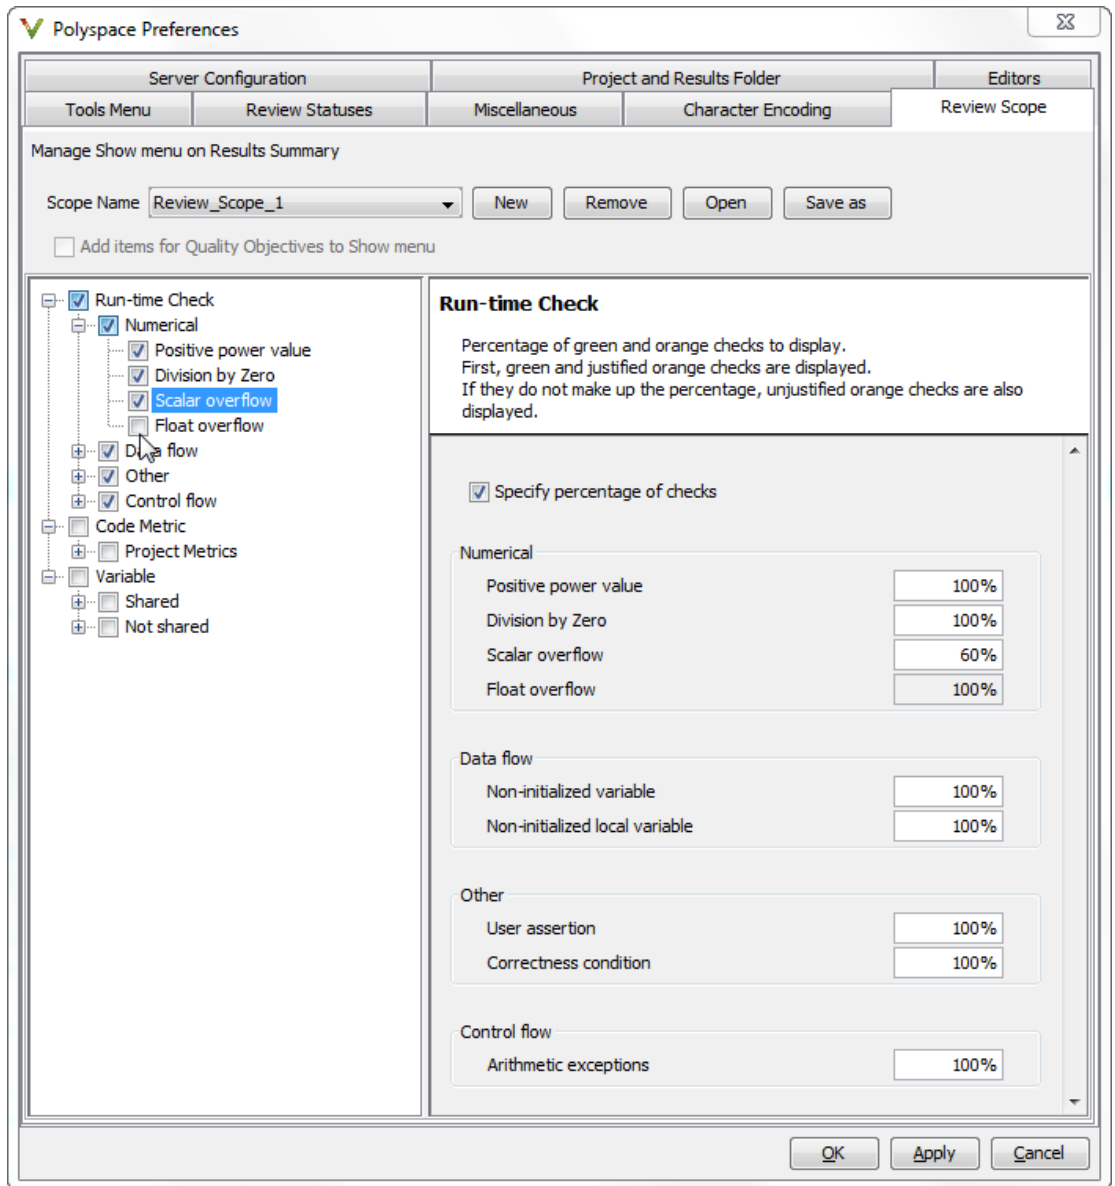 Polyspace Preferences
Server Configuration Project and Results Folder Editors
Tools Menu Review Statuses Miscellaneous Character Encoding Review Scope
Manage Show menu on Results Summary
Scope Name Review_Scope_1 New Remove Open Save as
Add items for Quality Objectives to Show menu
Run-time Check
Numerical
Positive power value
Division by Zero
Scalar overflow
Float overflow
Data flow
Other
Control flow
Code Metric
Project Metrics
Variable
Shared
Not shared
Run-time Check
Percentage of green and orange checks to display.
First, green and justified orange checks are displayed.
If they do not make up the percentage, unjustified orange checks are also
displayed.
Specify percentage of checks
Numerical
Positive power value 100%
Division by Zero 100%
Scalar overflow 60%
Float overflow 100%
Data flow
Non-initialized variable 100%
Non-initialized local variable 100%
Other
User assertion 100%
Correctness condition 100%
Control flow
Arithmetic exceptions 100%
OK Apply Cancel